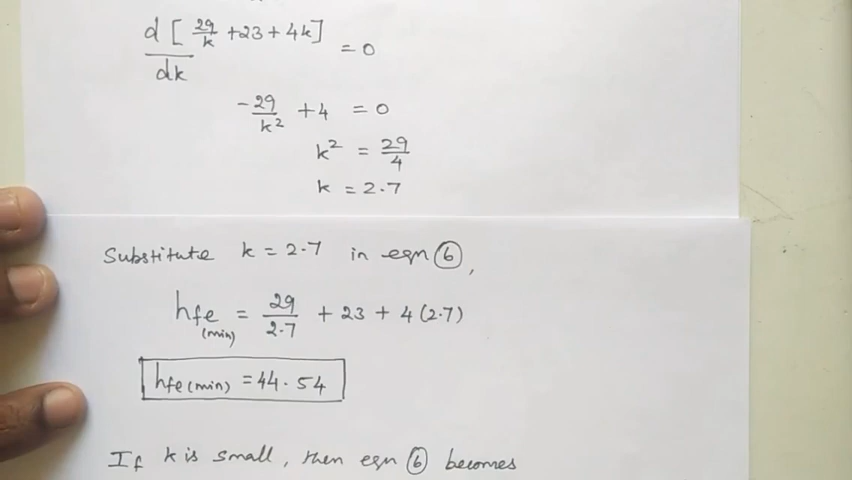 d [ 29/k + 23 + 4k ] / dk = 0
-29/k² + 4 = 0
k² = 29/4
k = 2.7
Substitute k = 2.7 in eqn ⑥,
hfe (min) = 29/2.7 + 23 + 4 (2.7)
hfe (min) = 44.54
If k is small, then eqn ⑥ becomes